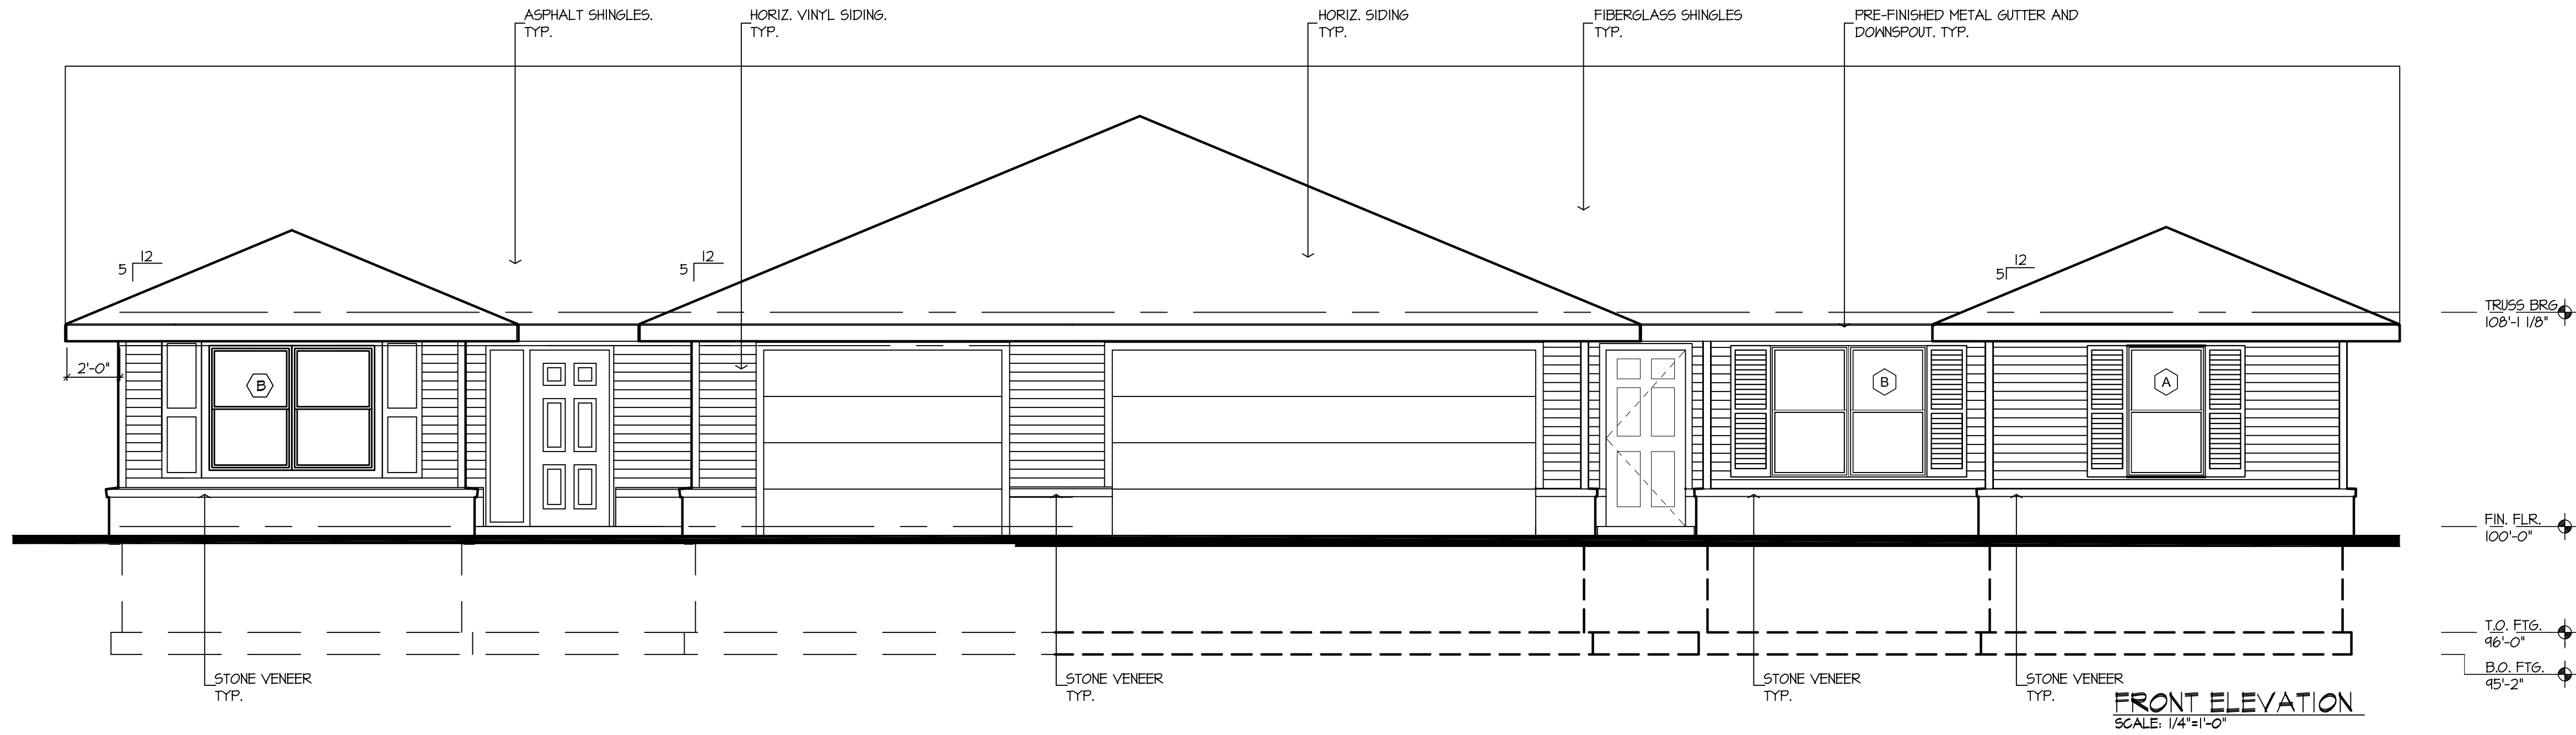 ASPHALT SHINGLES.
TYP.
HORIZ. VINYL SIDING.
TYP.
HORIZ. SIDING
TYP.
FIBERGLASS SHINGLES
TYP.
PRE-FINISHED METAL GUTTER AND
DOWNSPOUT. TYP.
12
5
12
5
12
5
TRUSS BRG.
108'-1 1/8"
2'-0"
B
B
A
FIN. FLR.
100'-0"
T.O. FTG.
96'-0"
B.O. FTG.
95'-2"
STONE VENEER
TYP.
STONE VENEER
TYP.
STONE VENEER
TYP.
STONE VENEER
TYP.
FRONT ELEVATION
SCALE: 1/4"=1'-0"